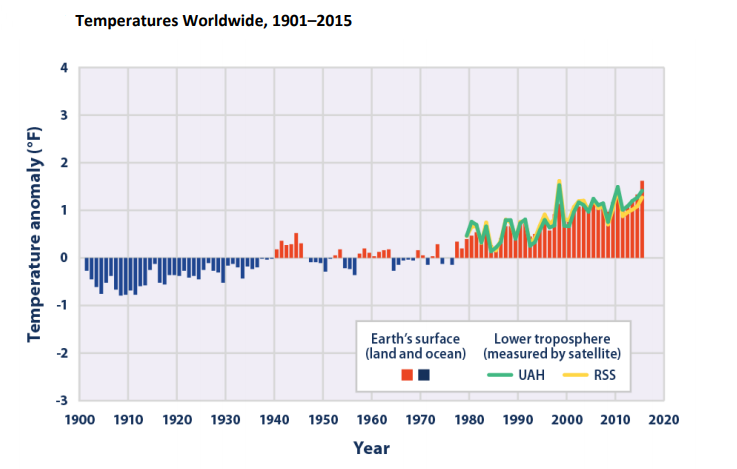 Temperatures Worldwide, 1901–2015
4
3
2
1
0
-1
-2
-3
Temperature anomaly (°F)
Earth's surface
(land and ocean)
Lower troposphere
(measured by satellite)
UAH
RSS
1900 1910 1920 1930 1940 1950 1960 1970 1980 1990 2000 2010 2020
Year